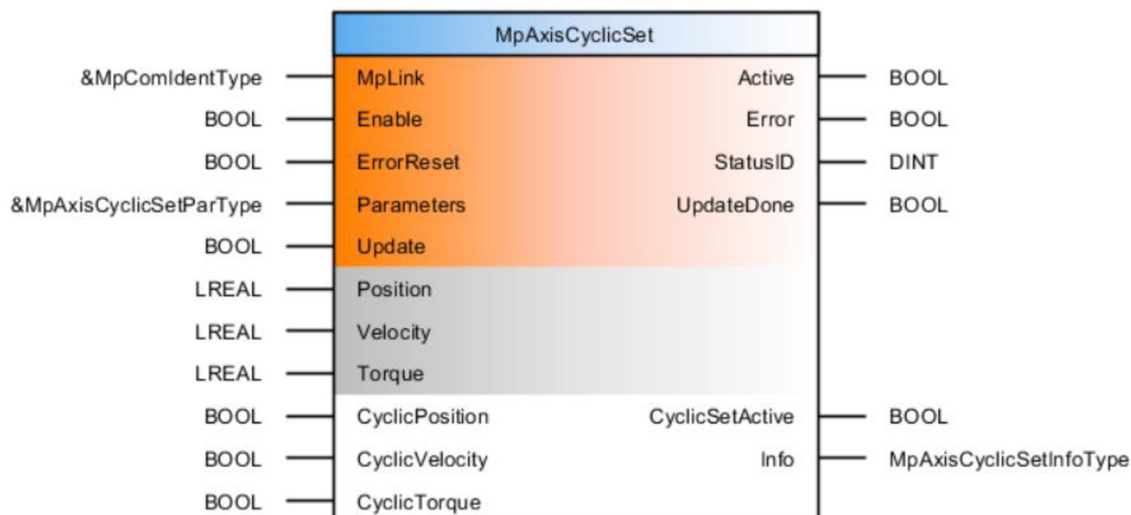 MpAxisCyclicSet
&MpComIdentType MpLink Active BOOL
BOOL Enable Error BOOL
BOOL ErrorReset StatusID DINT
&MpAxisCyclicSetParType Parameters UpdateDone BOOL
BOOL Update
LREAL Position
LREAL Velocity
LREAL Torque
BOOL CyclicPosition CyclicSetActive BOOL
BOOL CyclicVelocity Info MpAxisCyclicSetInfoType
BOOL CyclicTorque